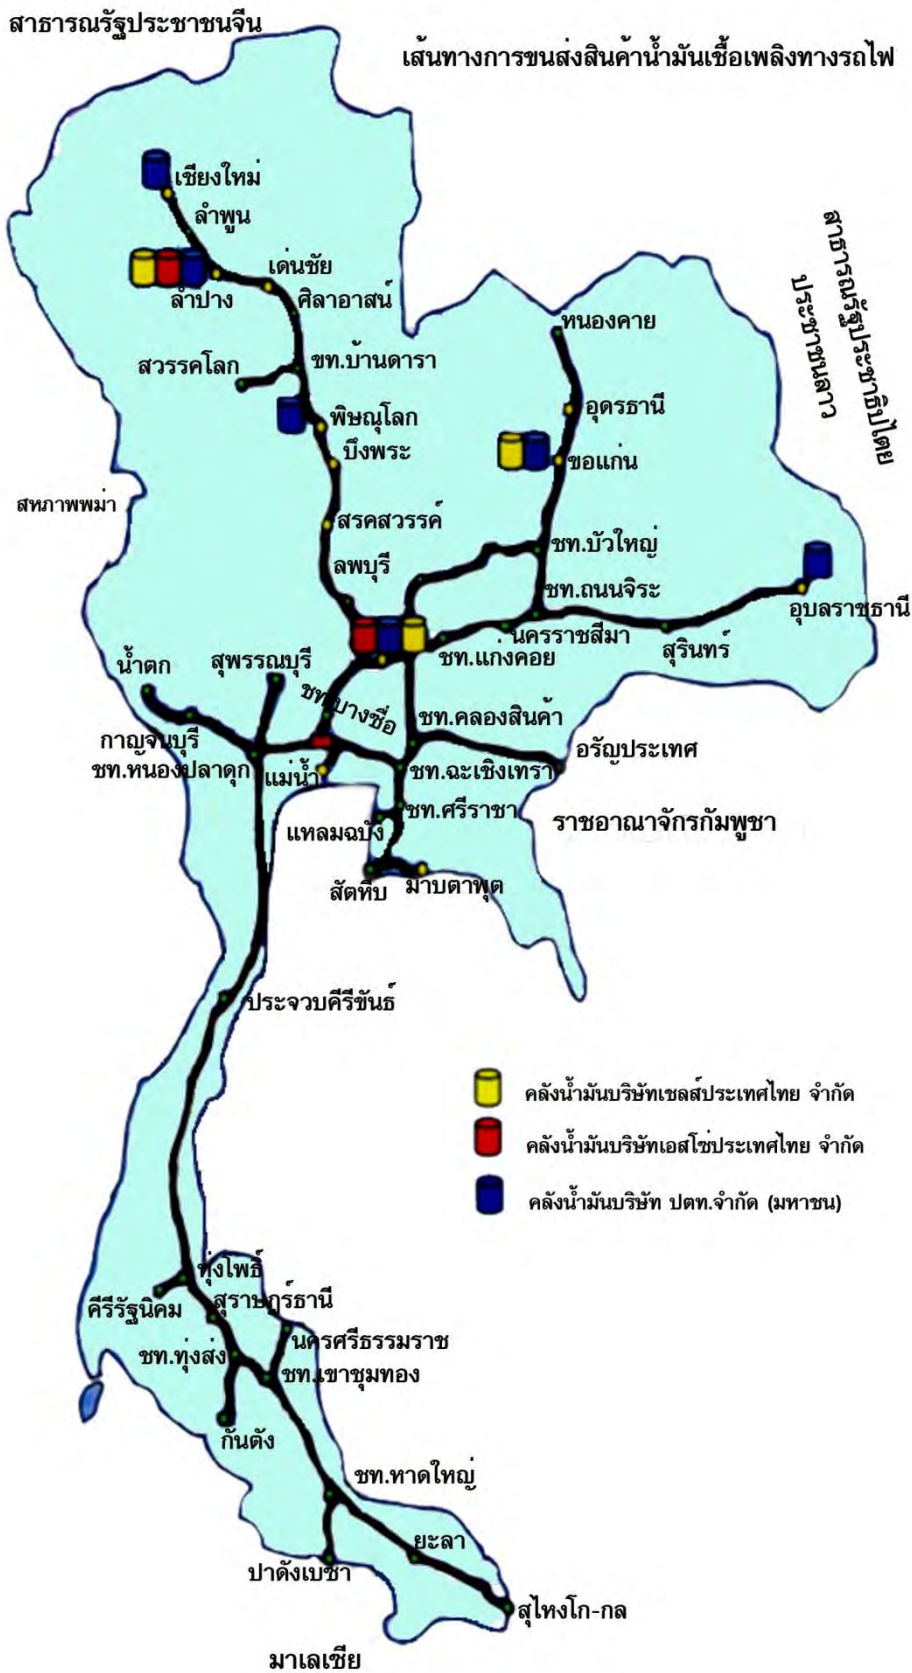 สาธารณรัฐประชาชนจีน
เส้นทางการขนส่งสินค้าน้ำมันเชื้อเพลิงทางรถไฟ
เชียงใหม่
ลำพูน
เด่นชัย
ลำปาง
ศิลาอาสน์
สาธารณรัฐประชาธิปไตย
ประชาชนลาว
หนองคาย
สวรรคโลก
ขท.บ้านดารา
อุดรธานี
พิษณุโลก
บึงพระ
ขอแก่น
สหภาพพม่า
สรคสวรรค์
ชท.บัวใหญ่
ลพบุรี
ชท.ถนนจิระ
อุบลราชธานี
นครราชสีมา
สุรินทร์
ชท.แก่งคอย
น้ำตก
สุพรรณบุรี
ชท.บางซื่อ
ชท.คลองสินค้า
กาญจนบุรี
อรัญประเทศ
ชท.หนองปลาดุก
แม่น้ำ
ชท.ฉะเชิงเทรา
ชท.ศรีราชา
แหลมฉบัง
ราชอาณาจักรกัมพูชา
สัตหีบ
มาบตาพุต
ประจวบคีรีขันธ์
คลังน้ำมันบริษัทเชลส์ประเทศไทย จำกัด
คลังน้ำมันบริษัทเอสโซ่ประเทศไทย จำกัด
คลังน้ำมันบริษัท ปตท.จำกัด (มหาชน)
ทุ่งโพธิ์
คีรีรัฐนิคม
สุราษฎร์ธานี
นครศรีธรรมราช
ชท.ทุ่งส่ง
ชท.เขาชุมทอง
กันตัง
ชท.หาดใหญ่
ยะลา
ปาดังเบซา
สุไหงโก-กล
มาเลเซีย